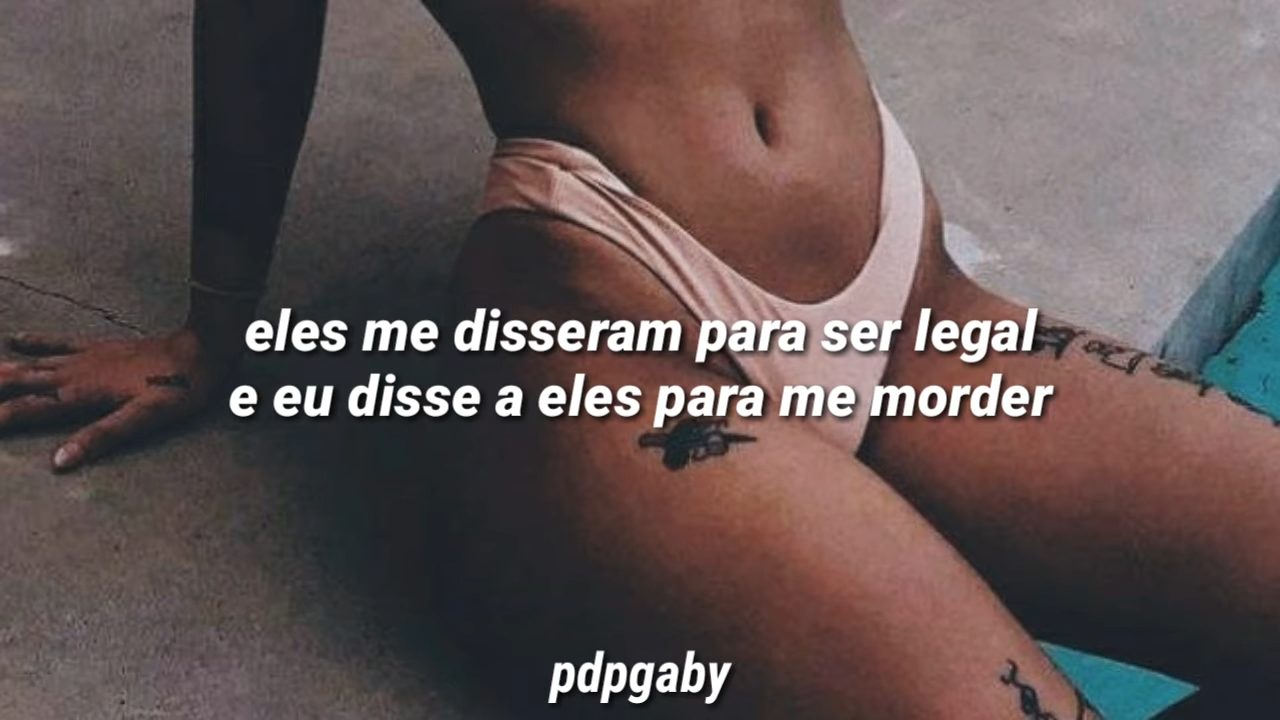 eles me disseram para ser legal
e eu disse a eles para me morder
pdpgaby